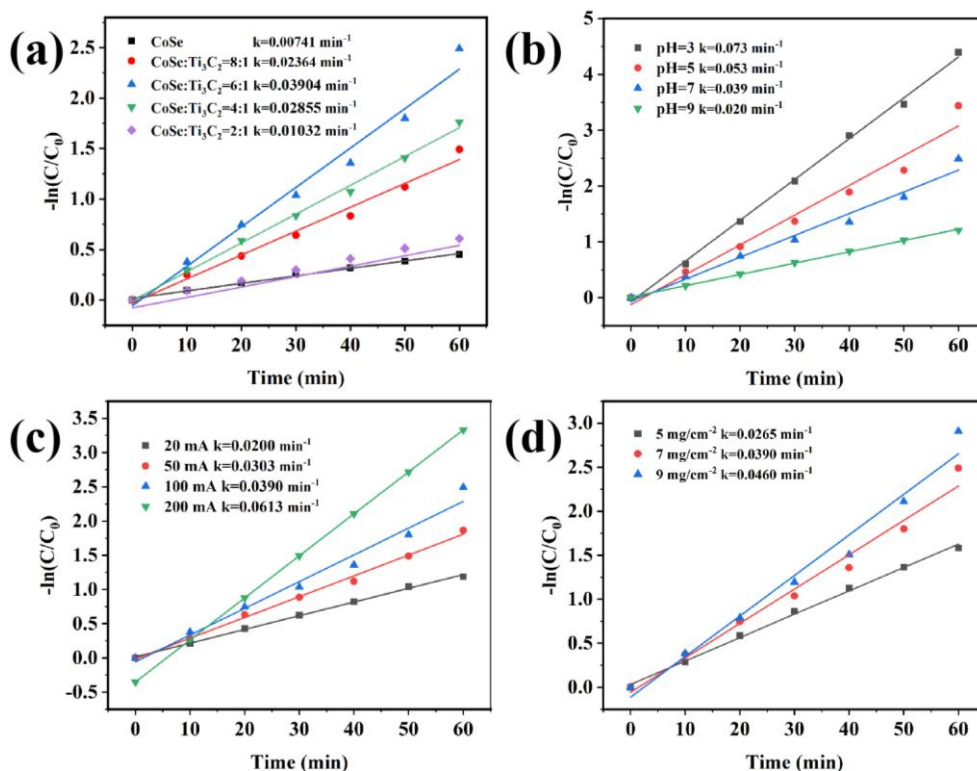 (a)
CoSe k=0.00741 min⁻¹
CoSe:Ti₃C₂=8:1 k=0.02364 min⁻¹
CoSe:Ti₃C₂=6:1 k=0.03904 min⁻¹
CoSe:Ti₃C₂=4:1 k=0.02855 min⁻¹
CoSe:Ti₃C₂=2:1 k=0.01032 min⁻¹
-ln(C/C₀)
2.5
2.0
1.5
1.0
0.5
0.0
0 10 20 30 40 50 60
Time (min)
(b)
pH=3 k=0.073 min⁻¹
pH=5 k=0.053 min⁻¹
pH=7 k=0.039 min⁻¹
pH=9 k=0.020 min⁻¹
-ln(C/C₀)
5
4
3
2
1
0
0 10 20 30 40 50 60
Time (min)
(c)
20 mA k=0.0200 min⁻¹
50 mA k=0.0303 min⁻¹
100 mA k=0.0390 min⁻¹
200 mA k=0.0613 min⁻¹
-ln(C/C₀)
3.5
3.0
2.5
2.0
1.5
1.0
0.5
0.0
-0.5
0 10 20 30 40 50 60
Time (min)
(d)
5 mg/cm⁻² k=0.0265 min⁻¹
7 mg/cm⁻² k=0.0390 min⁻¹
9 mg/cm⁻² k=0.0460 min⁻¹
-ln(C/C₀)
3.0
2.5
2.0
1.5
1.0
0.5
0.0
0 10 20 30 40 50 60
Time (min)